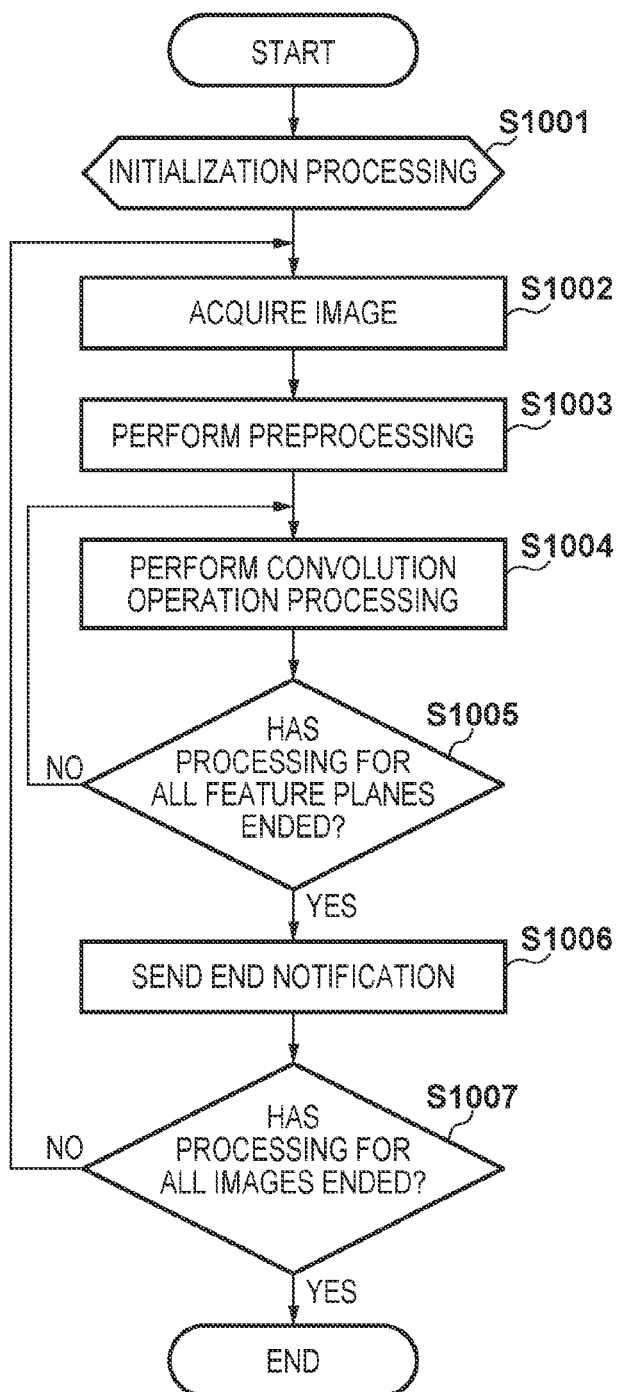 START
S1001
INITIALIZATION PROCESSING
S1002
ACQUIRE IMAGE
S1003
PERFORM PREPROCESSING
S1004
PERFORM CONVOLUTION
OPERATION PROCESSING
S1005
HAS
PROCESSING FOR
ALL FEATURE PLANES
ENDED?
NO
YES
S1006
SEND END NOTIFICATION
S1007
HAS
PROCESSING FOR
ALL IMAGES ENDED?
NO
YES
END